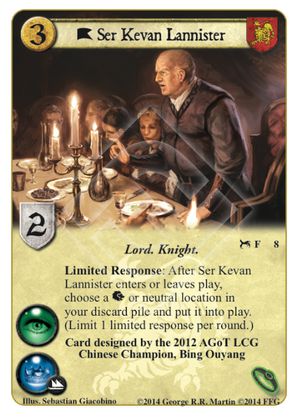 3 Ser Kevan Lannister
2
Lord. Knight.
F 8
Limited Response: After Ser Kevan
Lannister enters or leaves play,
choose a or neutral location in
your discard pile and put it into play.
(Limit 1 limited response per round.)
Card designed by the 2012 AGoT LCG
Chinese Champion, Bing Ouyang
Illus. Sebastian Giacobino ©2014 George R.R. Martin ©2014 FFG